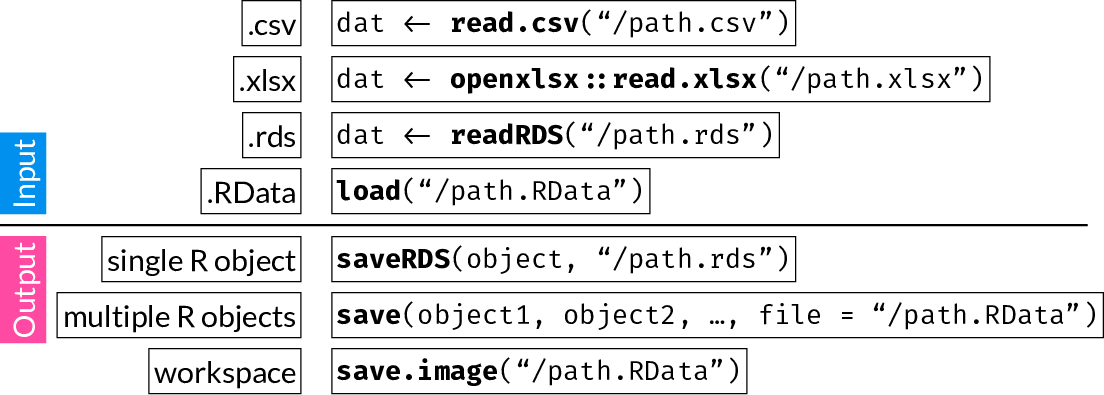 .csv dat ← read.csv(“/path.csv”)
.xlsx dat ← openxlsx::read.xlsx(“/path.xlsx”)
.rds dat ← readRDS(“/path.rds”)
Input
.RData load(“/path.RData”)
Output
single R object saveRDS(object, “/path.rds”)
multiple R objects save(object1, object2, …, file = “/path.RData”)
workspace save.image(“/path.RData”)